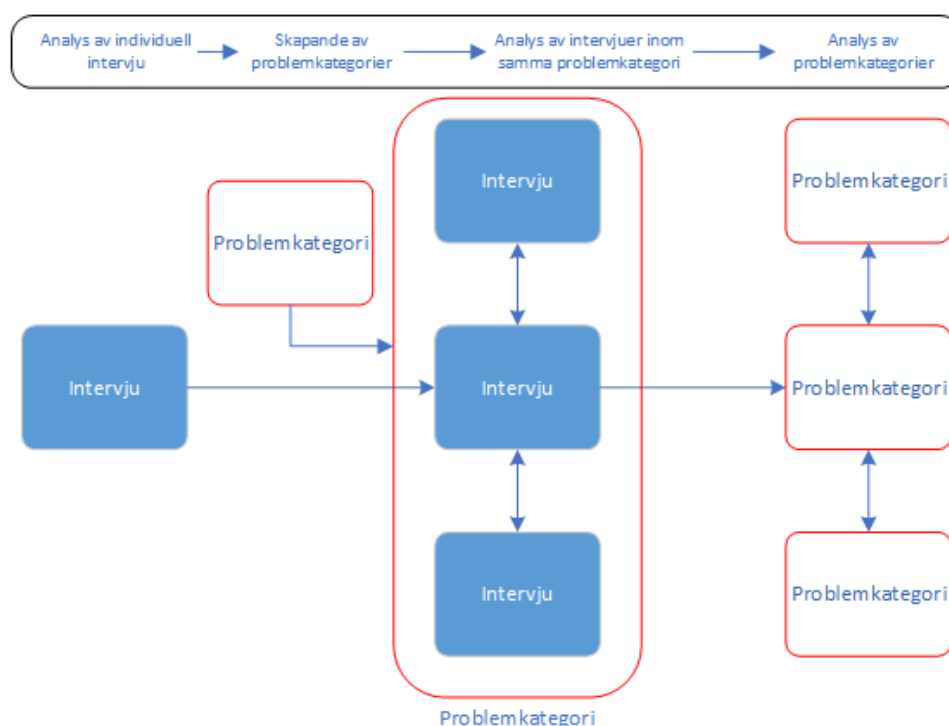 Analys av individuell
intervju
Skapande av
problemkategorier
Analys av intervjuer inom
samma problemkategori
Analys av
problemkategorier
Intervju
Problemkategori
Problemkategori
Intervju
Intervju
Problemkategori
Intervju
Problemkategori
Problemkategori